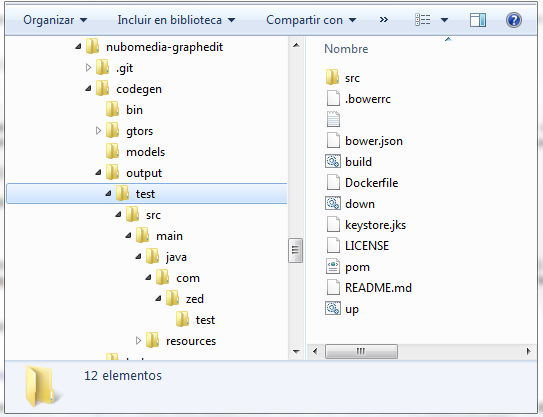 Organizar Incluir en biblioteca Compartir con »
nubomedia-graphedit
.git
codegen
bin
gtors
models
output
test
src
main
java
com
zed
test
resources
Nombre
src
.bowerrc
bower.json
build
Dockerfile
down
keystore.jks
LICENSE
pom
README.md
up
12 elementos